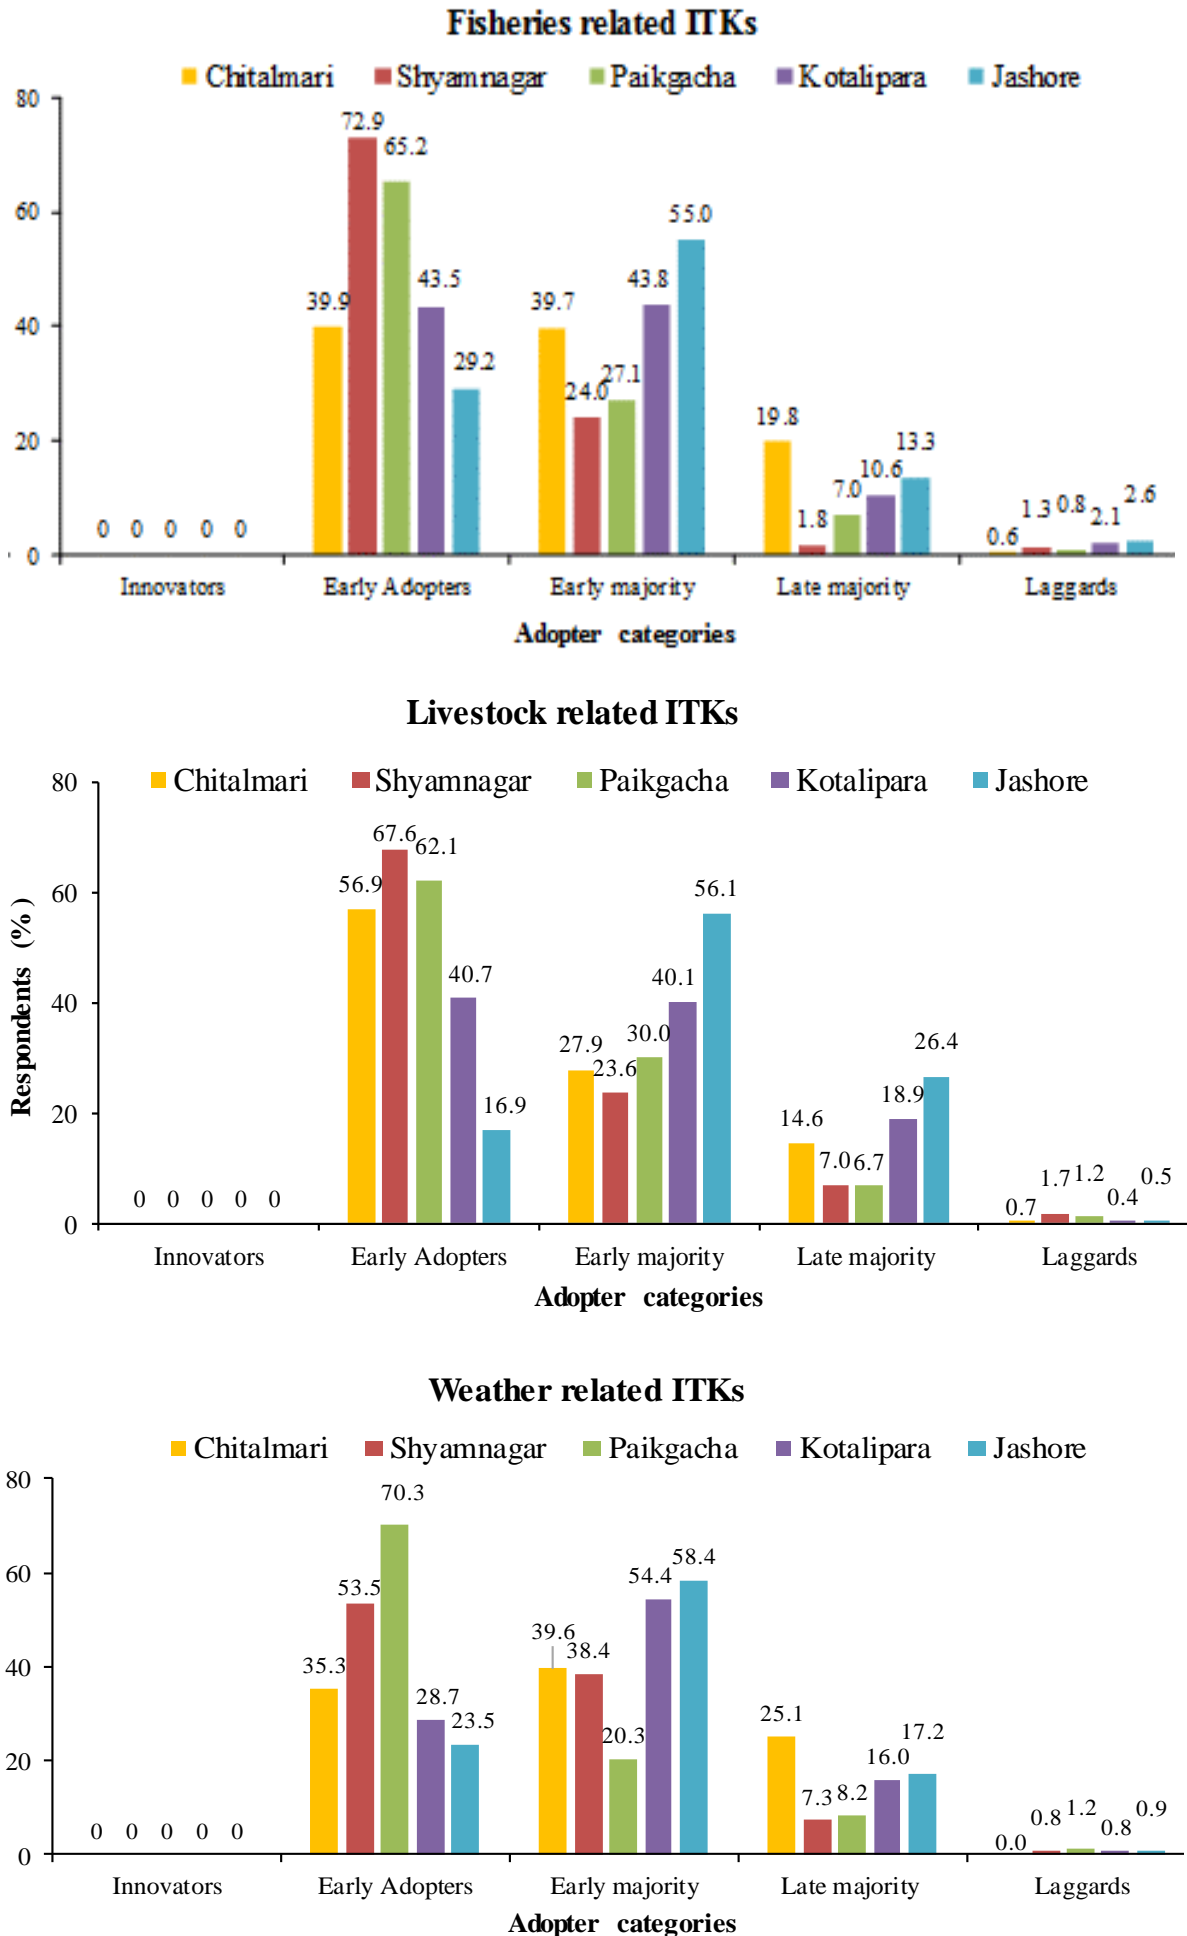 Fisheries related ITKs
Chitalmari Shyamnagar Paikgacha Kotalipara Jashore
80
60
40
20
0
0 0 0 0 0
39.9 72.9 65.2 43.5 29.2
39.7 24.0 27.1 43.8 55.0
19.8 1.8 7.0 10.6 13.3
0.6 1.3 0.8 2.1 2.6
Innovators Early Adopters Early majority Late majority Laggards
Adopter categories
Livestock related ITKs
Chitalmari Shyamnagar Paikgacha Kotalipara Jashore
Respondents (%)
80
60
40
20
0
0 0 0 0 0
56.9 67.6 62.1 40.7 16.9
27.9 23.6 30.0 40.1 56.1
14.6 7.0 6.7 18.9 26.4
0.7 1.7 1.2 0.4 0.5
Innovators Early Adopters Early majority Late majority Laggards
Adopter categories
Weather related ITKs
Chitalmari Shyamnagar Paikgacha Kotalipara Jashore
80
60
40
20
0
0 0 0 0 0
35.3 53.5 70.3 28.7 23.5
39.6 38.4 20.3 54.4 58.4
25.1 7.3 8.2 16.0 17.2
0.0 0.8 1.2 0.8 0.9
Innovators Early Adopters Early majority Late majority Laggards
Adopter categories